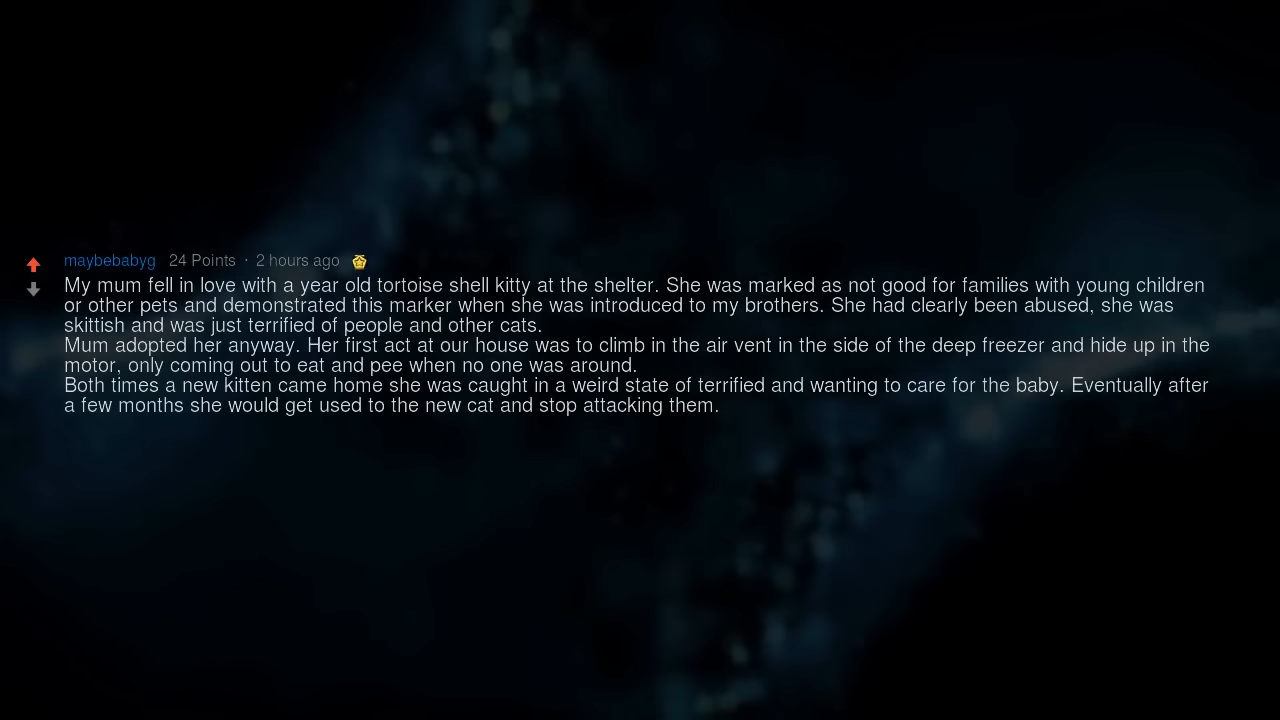 maybebabyg 24 Points · 2 hours ago
My mum fell in love with a year old tortoise shell kitty at the shelter. She was marked as not good for families with young children
or other pets and demonstrated this marker when she was introduced to my brothers. She had clearly been abused, she was
skittish and was just terrified of people and other cats.
Mum adopted her anyway. Her first act at our house was to climb in the air vent in the side of the deep freezer and hide up in the
motor, only coming out to eat and pee when no one was around.
Both times a new kitten came home she was caught in a weird state of terrified and wanting to care for the baby. Eventually after
a few months she would get used to the new cat and stop attacking them.